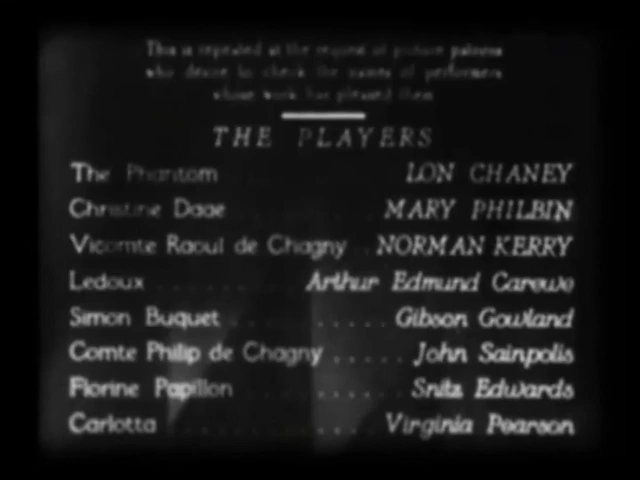 This is repeated at the request of picture patrons
who desire to check the names of performers
whose work has pleased them
THE PLAYERS
The Phantom LON CHANEY
Christine Daae MARY PHILBIN
Vicomte Raoul de Chagny . NORMAN KERRY
Ledoux . . . . . . . . . Arthur Edmund Carewe
Simon Buquet . . . . . . . . Gibson Gowland
Comte Philip de Chagny . . . . . John Sainpolis
Florine Papillon . . . . . . . . . Snitz Edwards
Carlotta . . . . . . . . . . . . Virginia Pearson